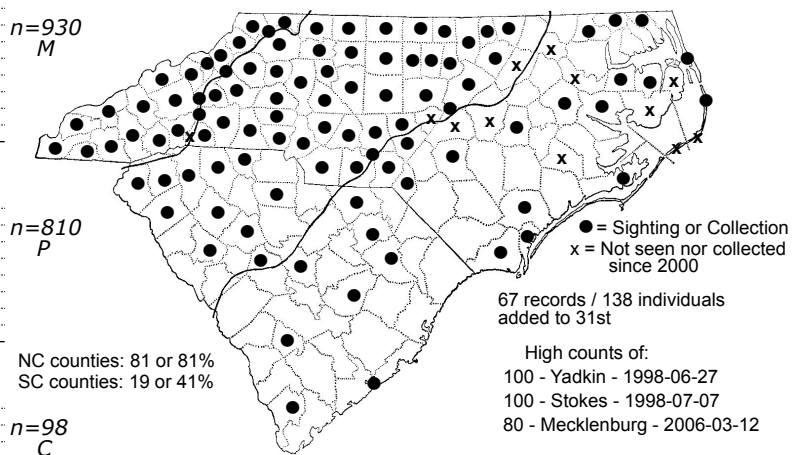 n=930
M
n=810
P
n=98
C
● = Sighting or Collection
x = Not seen nor collected
since 2000
67 records / 138 individuals
added to 31st
NC counties: 81 or 81%
SC counties: 19 or 41%
High counts of:
100 - Yadkin - 1998-06-27
100 - Stokes - 1998-07-07
80 - Mecklenburg - 2006-03-12